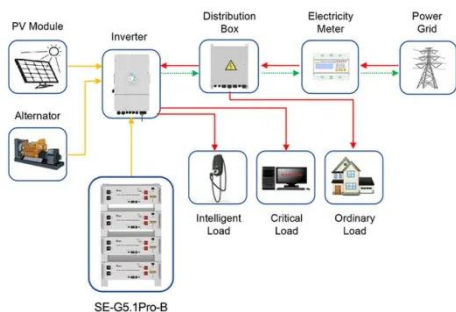 PV Module
Inverter
Distribution
Box
Electricity
Meter
Power
Grid
Alternator
Intelligent
Load
Critical
Load
Ordinary
Load
SE-G5.1Pro-B